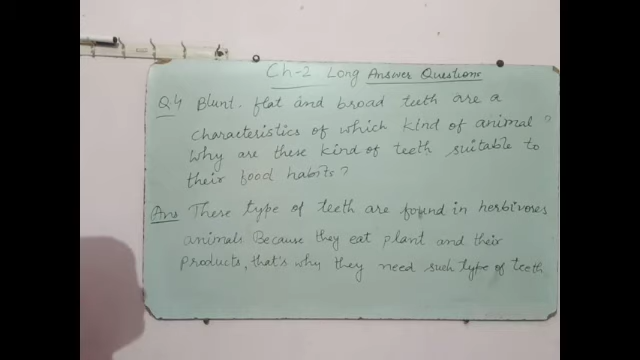 Ch-2 Long Answer Questions
Q4 Blunt. flat and broad teeth are a
characteristics of which kind of animal?
Why are these kind of teeth suitable to
their food habits?
Ans These type of teeth are found in herbivores
animals Because they eat plant and their
products, that's why they need such type of teeth